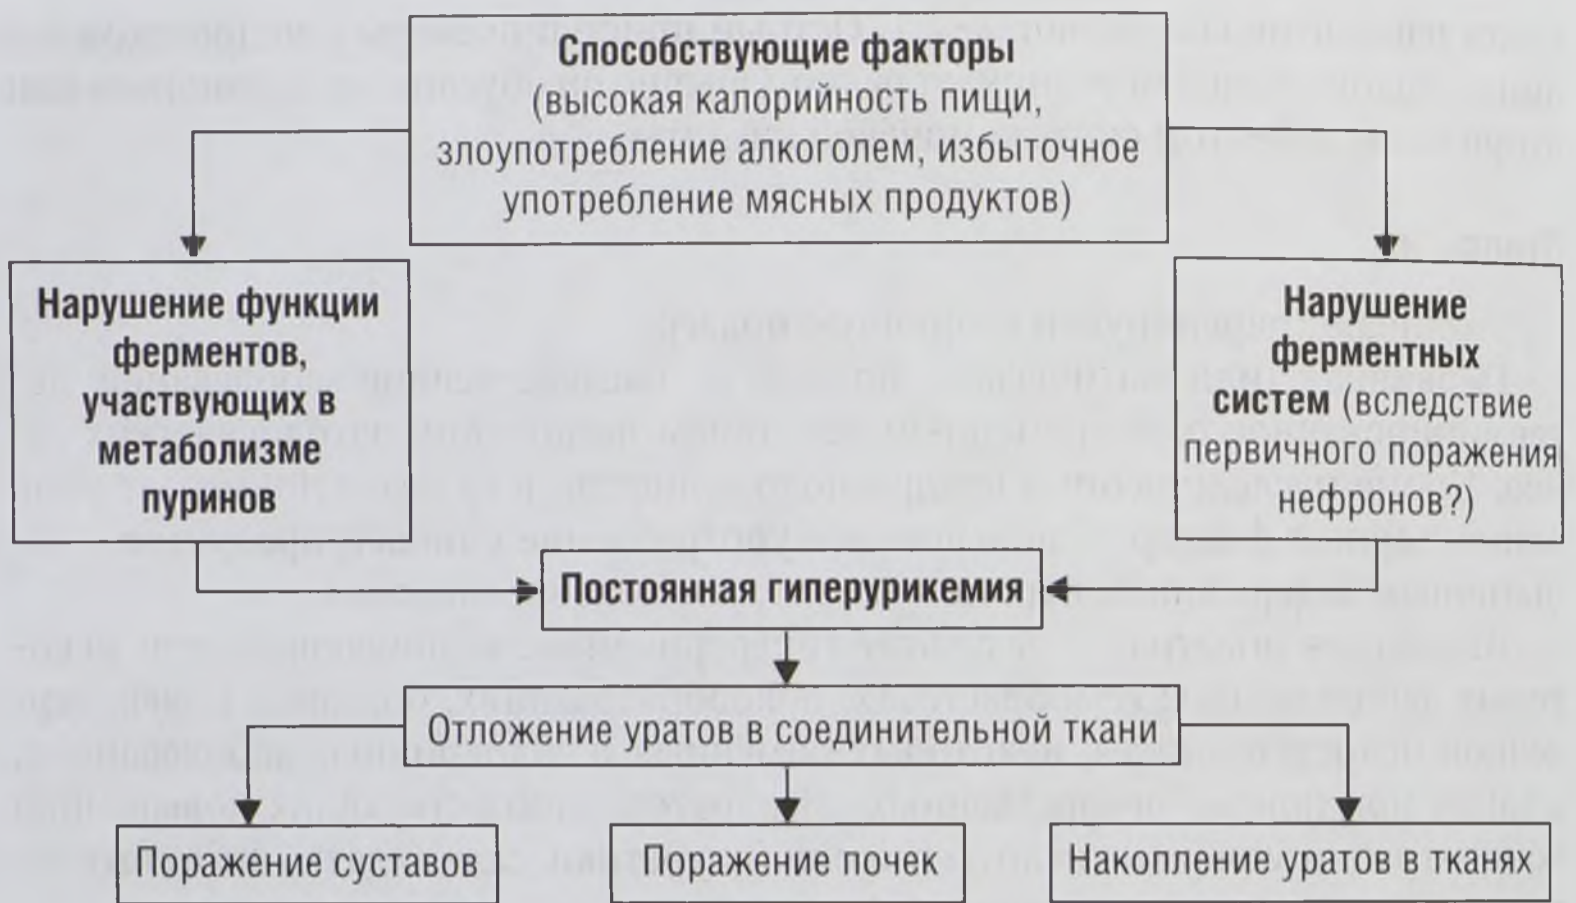 Способствующие факторы
(высокая калорийность пищи,
злоупотребление алкоголем, избыточное
употребление мясных продуктов)
Нарушение функции
ферментов,
участвующих в
метаболизме
пуринов
Нарушение
ферментных
систем (вследствие
первичного поражения
нефронов?)
Постоянная гиперурикемия
Отложение уратов в соединительной ткани
Поражение суставов
Поражение почек
Накопление уратов в тканях